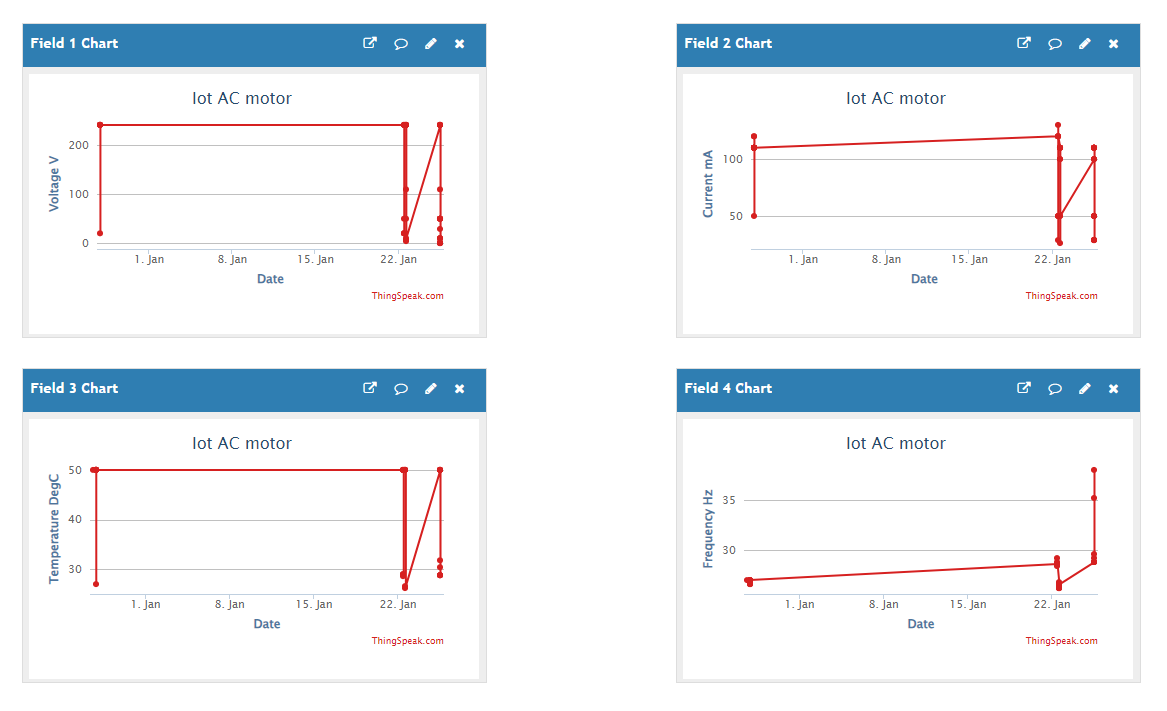 Field 1 Chart
Iot AC motor
Voltage V
200
100
0
1. Jan 8. Jan 15. Jan 22. Jan
Date
ThingSpeak.com
Field 2 Chart
Iot AC motor
Current mA
100
50
1. Jan 8. Jan 15. Jan 22. Jan
Date
ThingSpeak.com
Field 3 Chart
Iot AC motor
Temperature DegC
50
40
30
1. Jan 8. Jan 15. Jan 22. Jan
Date
ThingSpeak.com
Field 4 Chart
Iot AC motor
Frequency Hz
35
30
1. Jan 8. Jan 15. Jan 22. Jan
Date
ThingSpeak.com